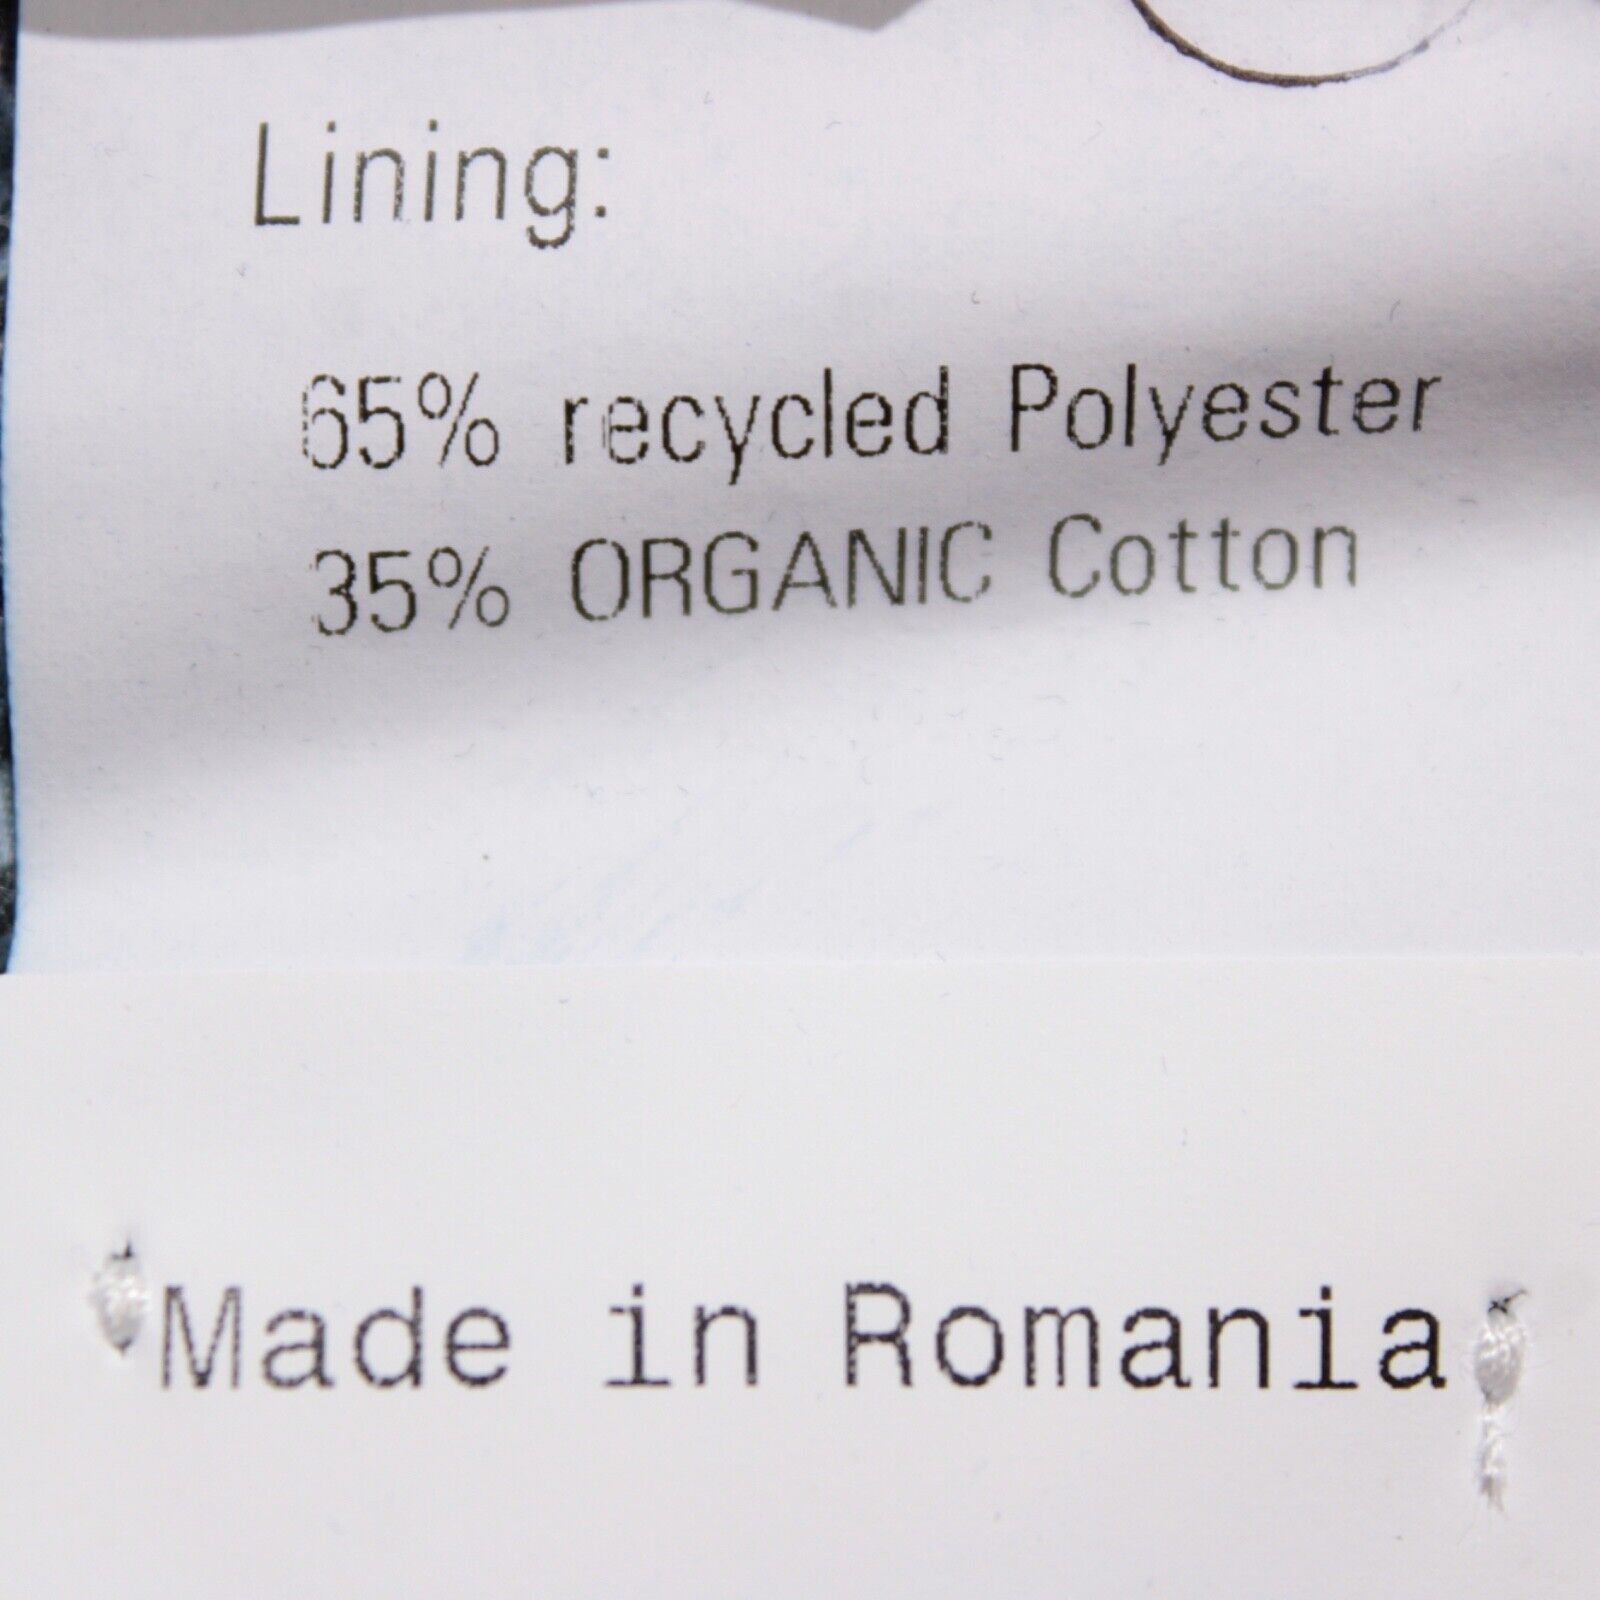 Lining:
65% recycled Polyester
35% ORGANIC Cotton
Made in Romania